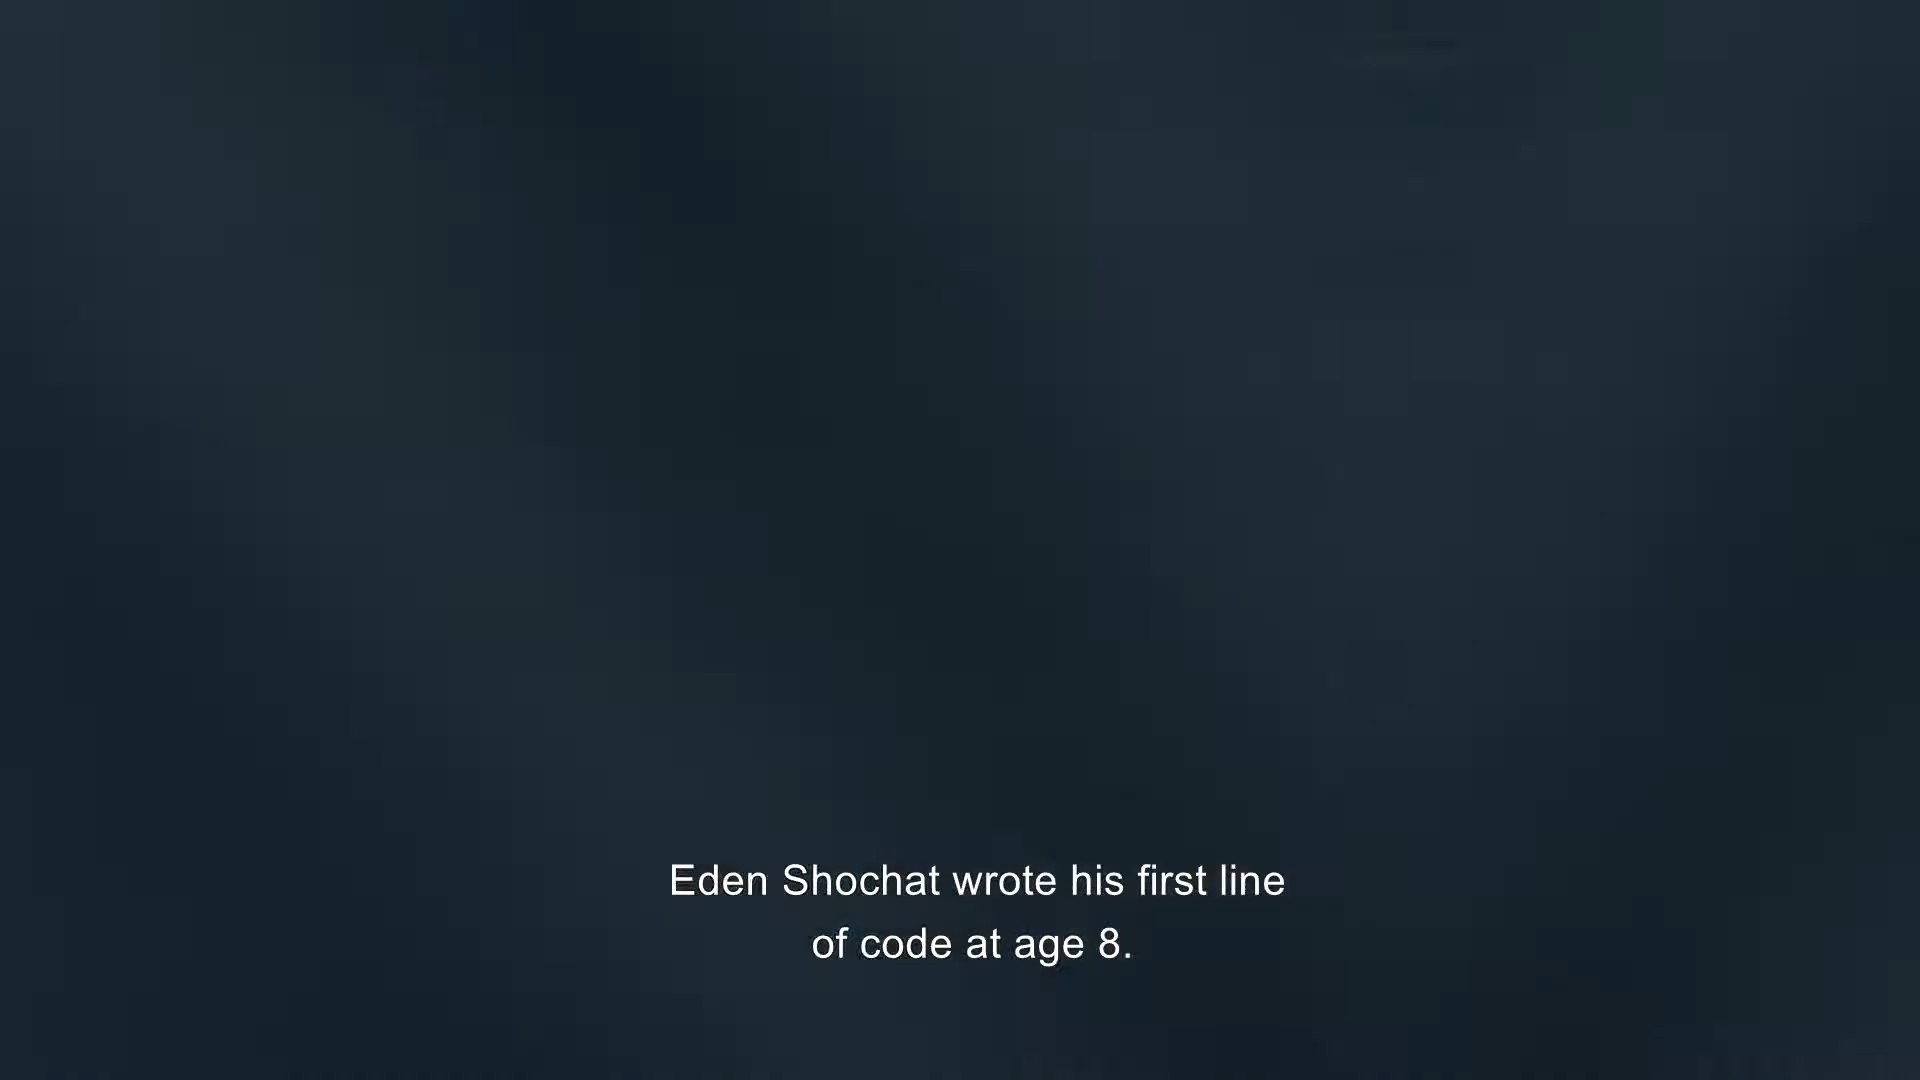 Eden Shochat wrote his first line
of code at age 8.